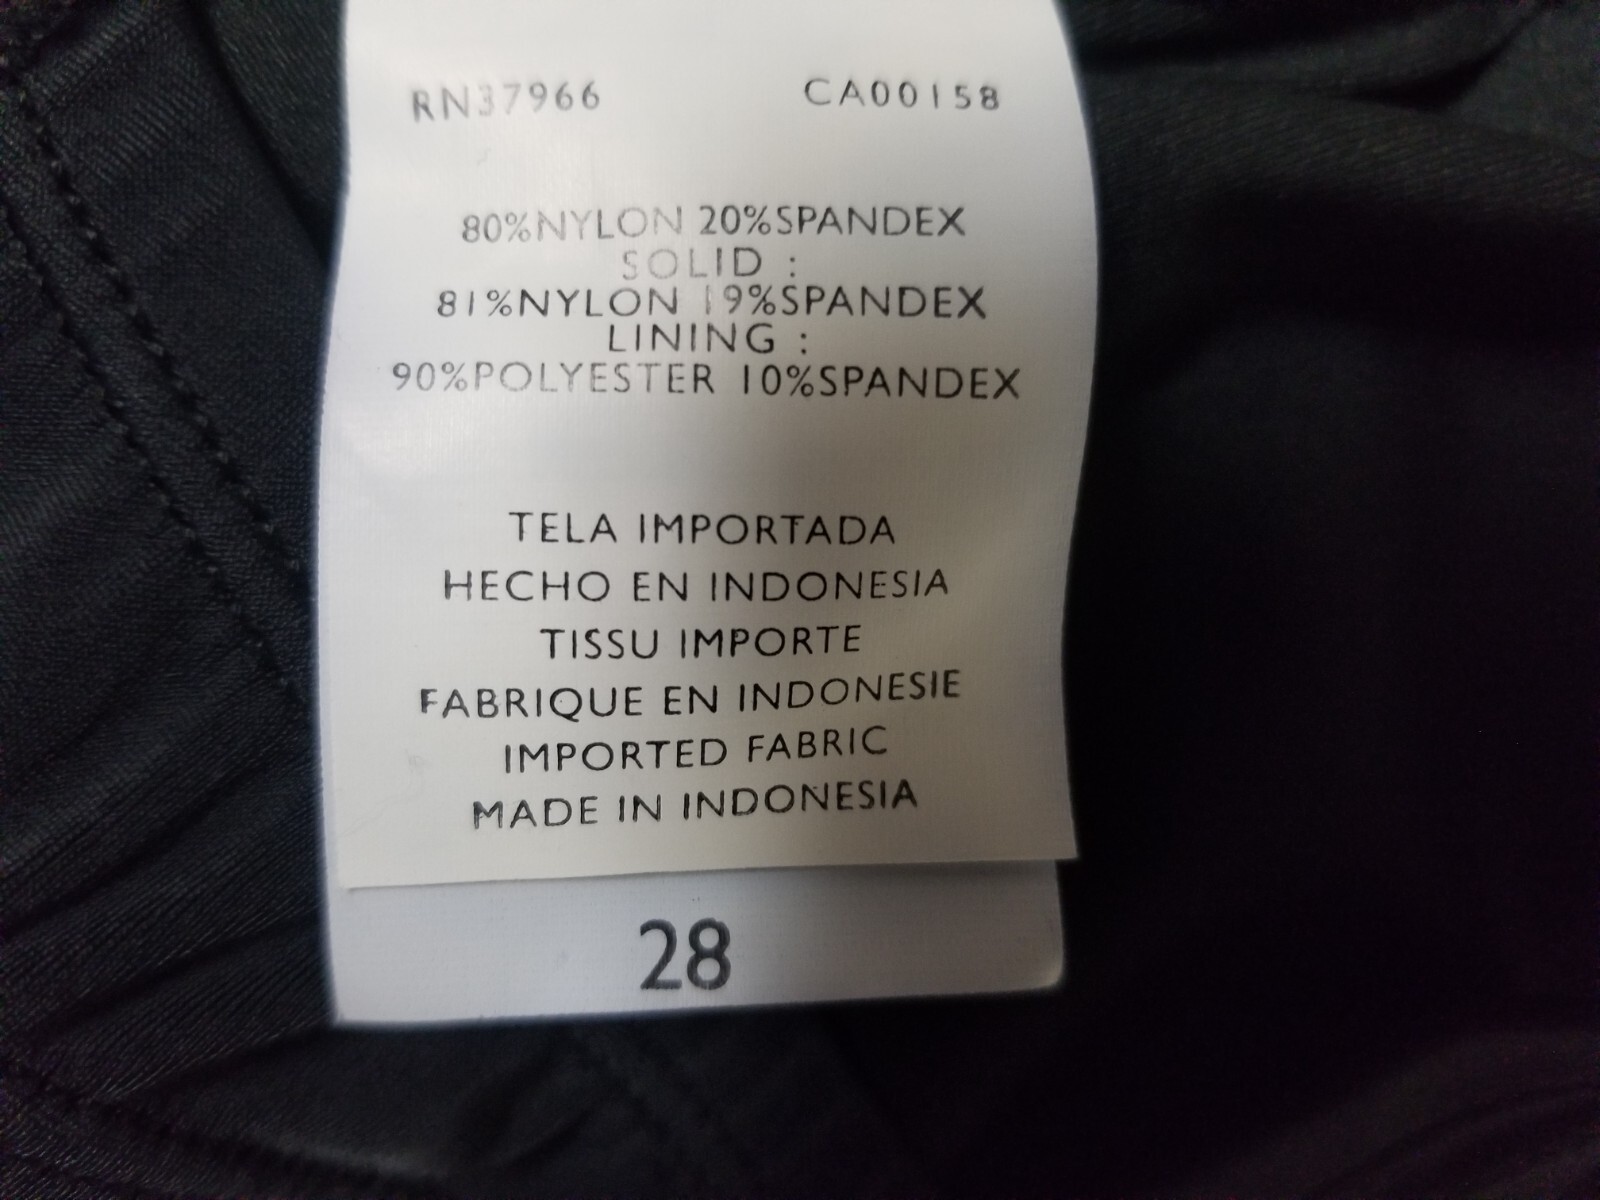 RN37966 CA00158
80%NYLON 20%SPANDEX
SOLID :
81%NYLON 19%SPANDEX
LINING :
90%POLYESTER 10%SPANDEX
TELA IMPORTADA
HECHO EN INDONESIA
TISSU IMPORTE
FABRIQUE EN INDONESIE
IMPORTED FABRIC
MADE IN INDONESIA
28